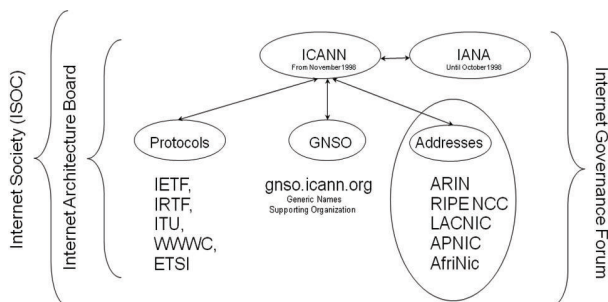 Internet Society (ISOC)
Internet Architecture Board
ICANN
From November 1998
IANA
Until October 1998
Protocols
GNSO
Addresses
IETF,
IRTF,
ITU,
WWWC,
ETSI
gnso.icann.org
Generic Names
Supporting Organization
ARIN
RIPE NCC
LACNIC
APNIC
AfriNic
Internet Governance Forum